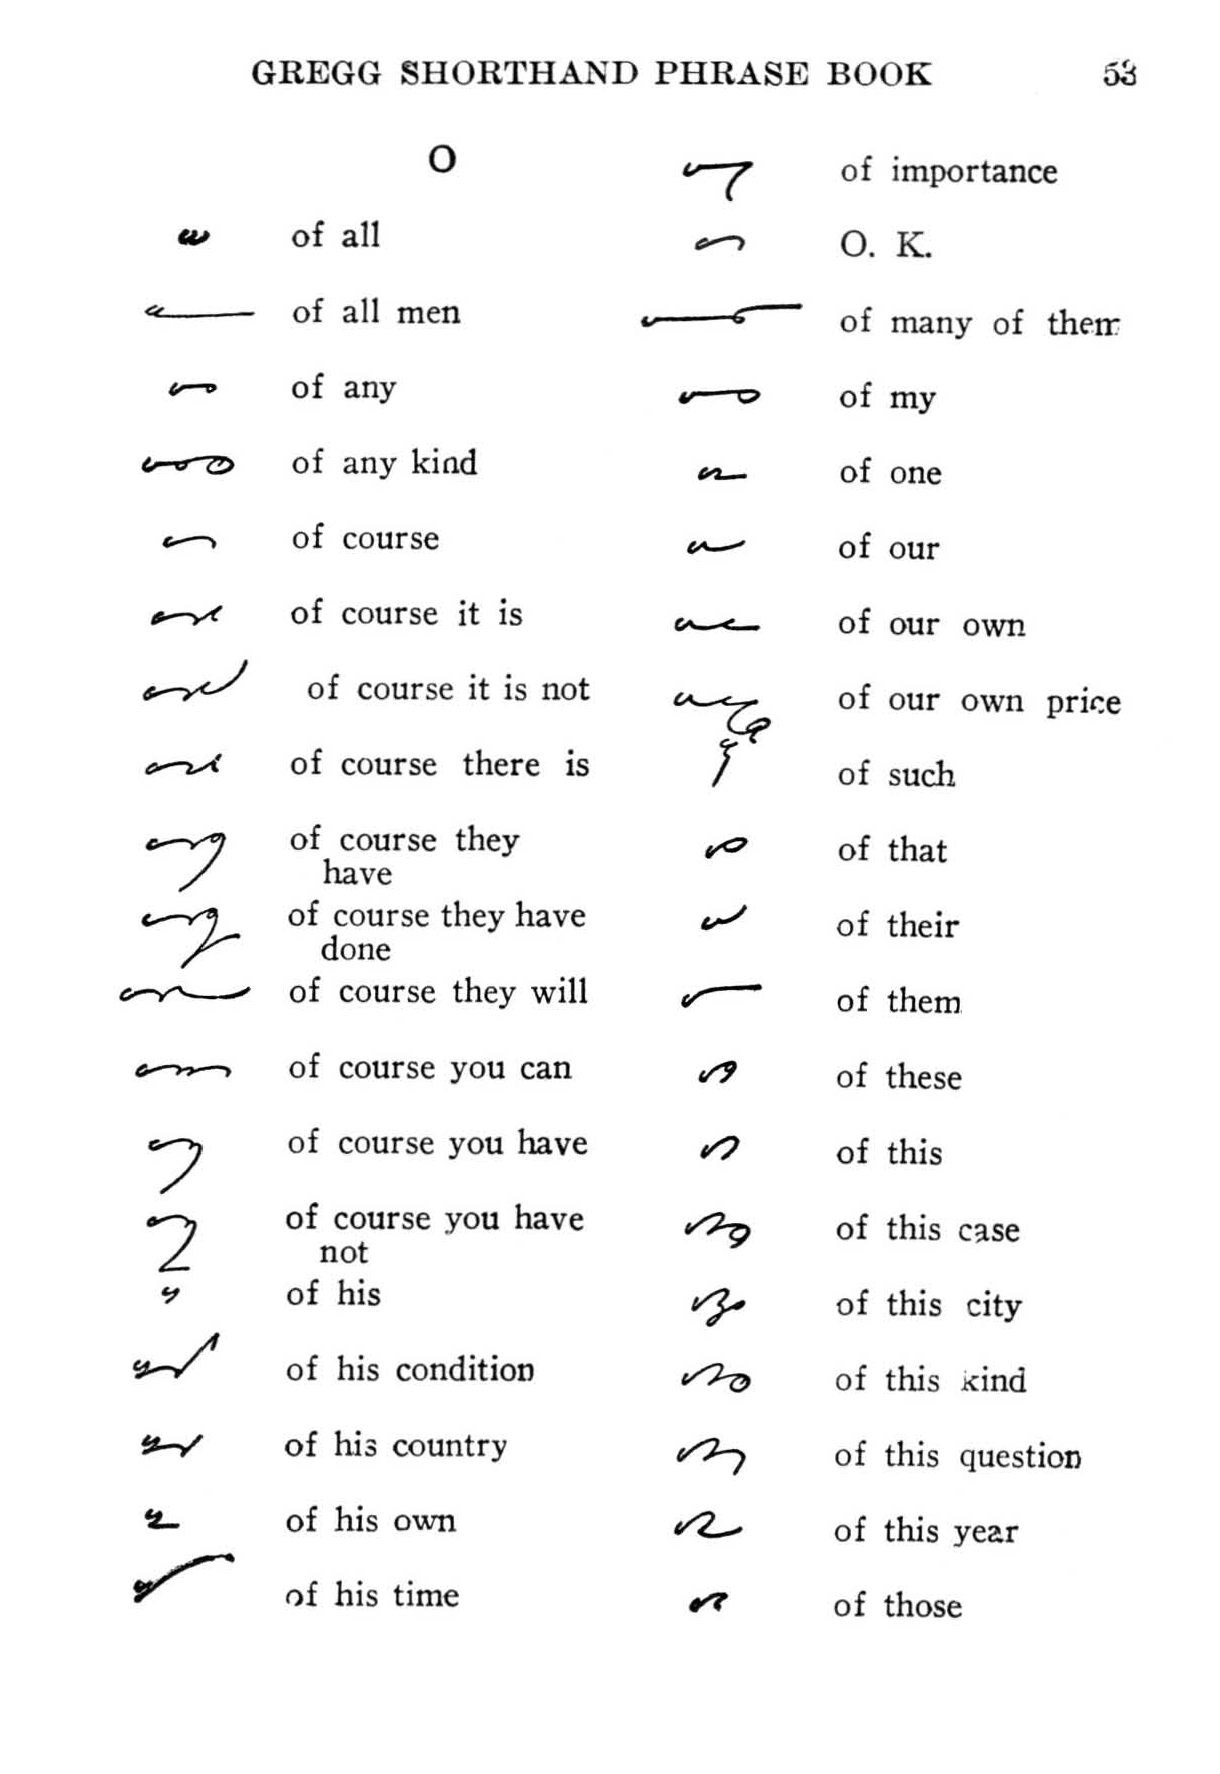 GREGG SHORTHAND PHRASE BOOK 53
O
of all
of all men
of any
of any kind
of course
of course it is
of course it is not
of course there is
of course they
have
of course they have
done
of course they will
of course you can
of course you have
of course you have
not
of his
of his condition
of his country
of his own
of his time
of importance
O. K.
of many of them
of my
of one
of our
of our own
of our own price
of such
of that
of their
of them
of these
of this
of this case
of this city
of this kind
of this question
of this year
of those